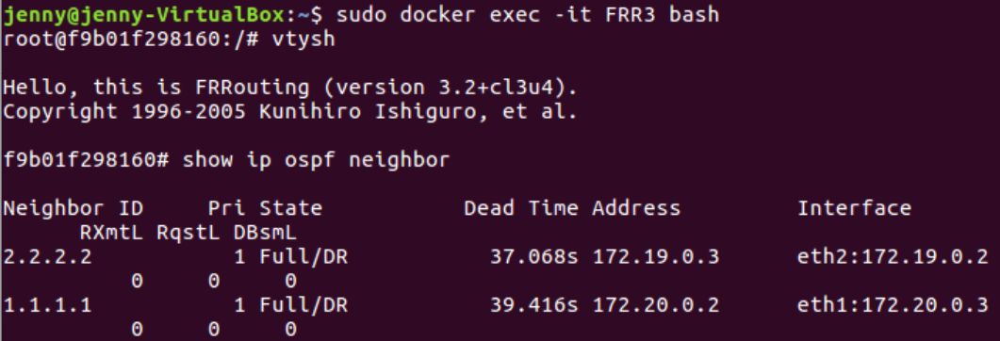 jenny@jenny-VirtualBox:~$ sudo docker exec -it FRR3 bash
root@f9b01f298160:/# vtysh
Hello, this is FRRouting (version 3.2+cl3u4).
Copyright 1996-2005 Kunihiro Ishiguro, et al.
f9b01f298160# show ip ospf neighbor
Neighbor ID     Pri State           Dead Time Address         Interface
      RXmtL RqstL DBsmL
2.2.2.2           1 Full/DR           37.068s 172.19.0.3      eth2:172.19.0.2
          0     0     0
1.1.1.1           1 Full/DR           39.416s 172.20.0.2      eth1:172.20.0.3
          0     0     0